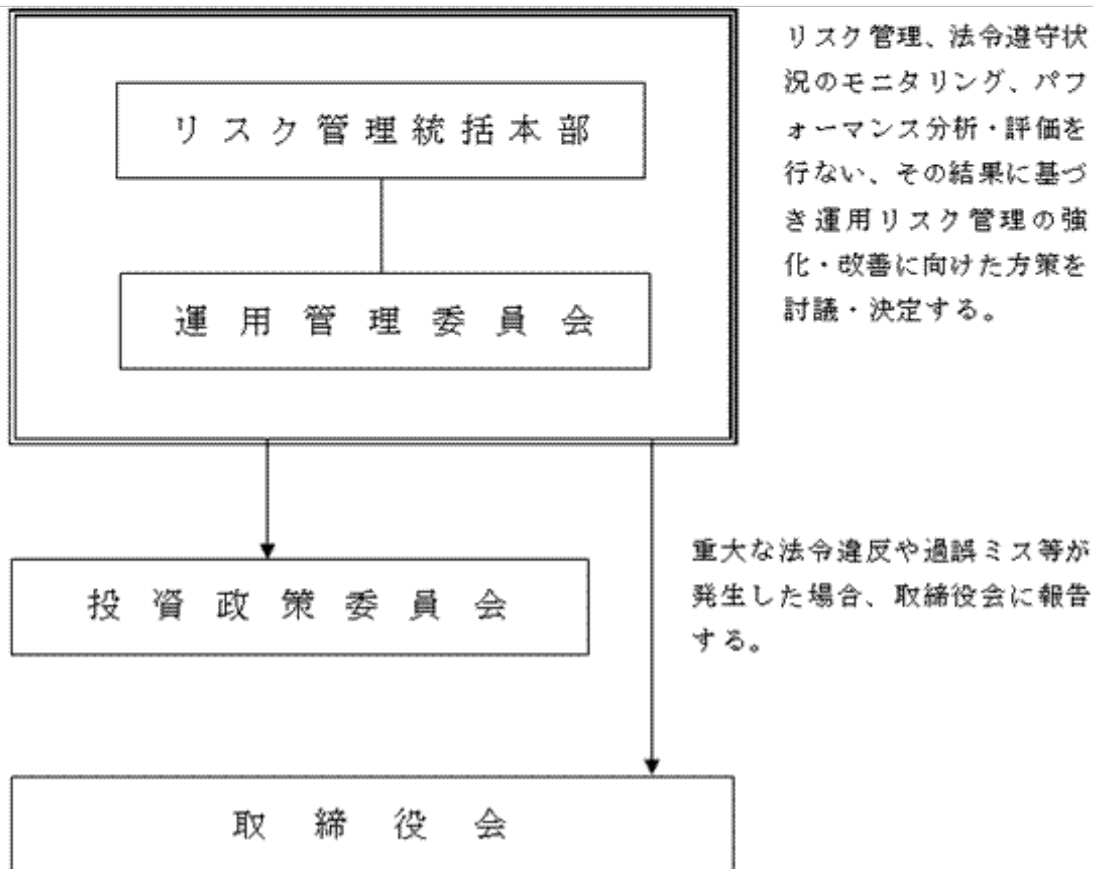 リスク管理、法令遵守状
況のモニタリング、パフ
ォーマンス分析・評価を
行ない、その結果に基づ
き運用リスク管理の強
化・改善に向けた方策を
討議・決定する。
リスク管理統括本部
運用管理委員会
重大な法令違反や過誤ミス等が
発生した場合、取締役会に報告
する。
投資政策委員会
取締役会